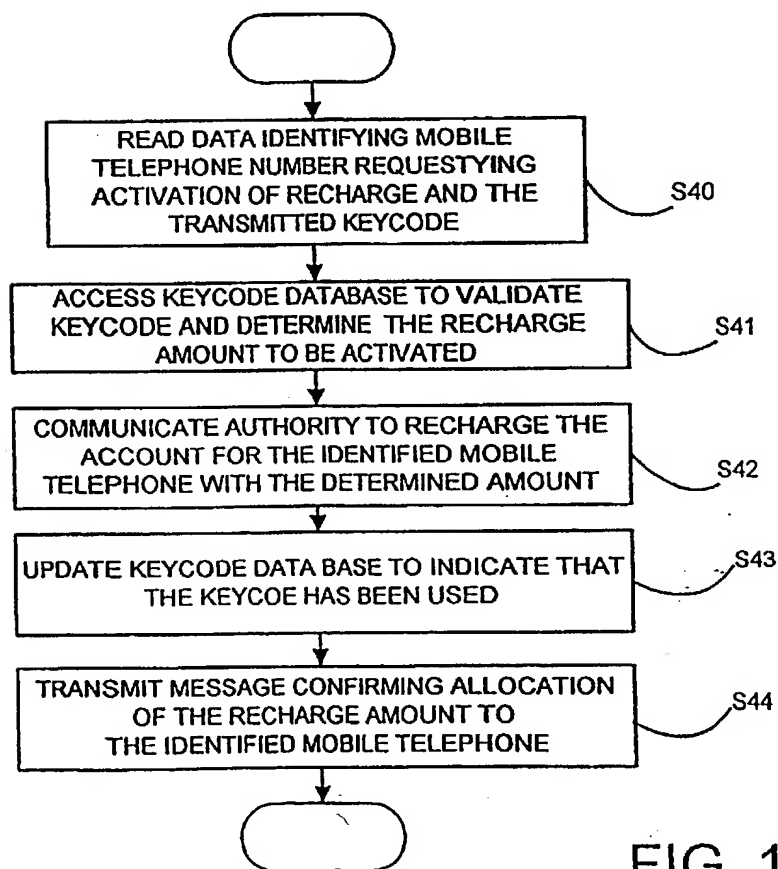 READ DATA IDENTIFYING MOBILE
TELEPHONE NUMBER REQUESTYING
ACTIVATION OF RECHARGE AND THE
TRANSMITTED KEYCODE
S40
ACCESS KEYCODE DATABASE TO VALIDATE
KEYCODE AND DETERMINE THE RECHARGE
AMOUNT TO BE ACTIVATED
S41
COMMUNICATE AUTHORITY TO RECHARGE THE
ACCOUNT FOR THE IDENTIFIED MOBILE
TELEPHONE WITH THE DETERMINED AMOUNT
S42
UPDATE KEYCODE DATA BASE TO INDICATE THAT
THE KEYCOE HAS BEEN USED
S43
TRANSMIT MESSAGE CONFIRMING ALLOCATION
OF THE RECHARGE AMOUNT TO
THE IDENTIFIED MOBILE TELEPHONE
S44
FIG. 1